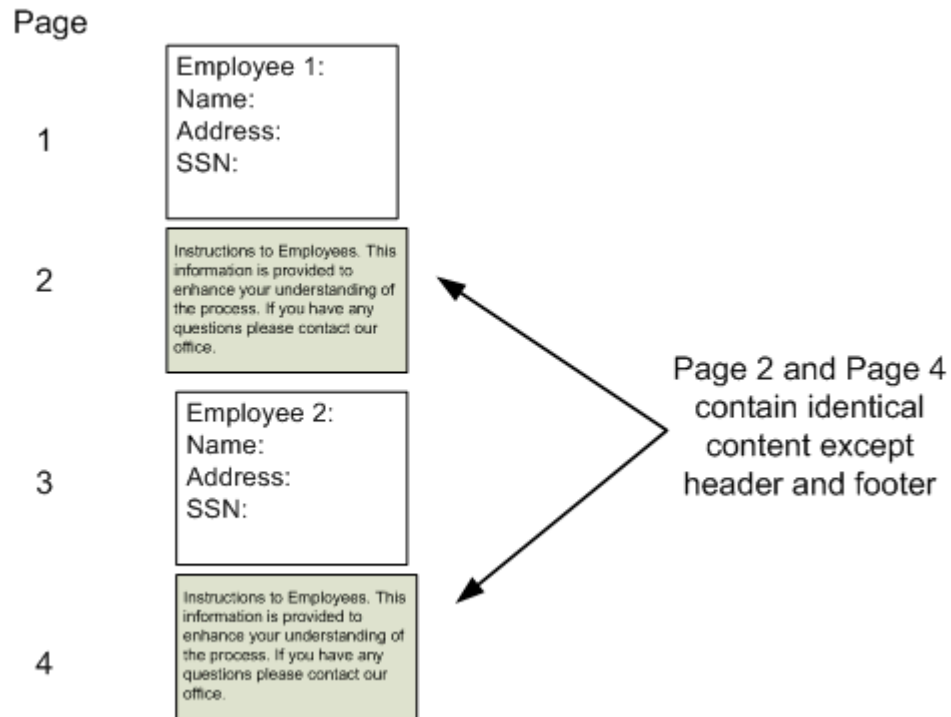 Page
1
Employee 1:
Name:
Address:
SSN:
2
Instructions to Employees. This
information is provided to
enhance your understanding of
the process. If you have any
questions please contact our
office.
Page 2 and Page 4
contain identical
content except
header and footer
3
Employee 2:
Name:
Address:
SSN:
4
Instructions to Employees. This
information is provided to
enhance your understanding of
the process. If you have any
questions please contact our
office.